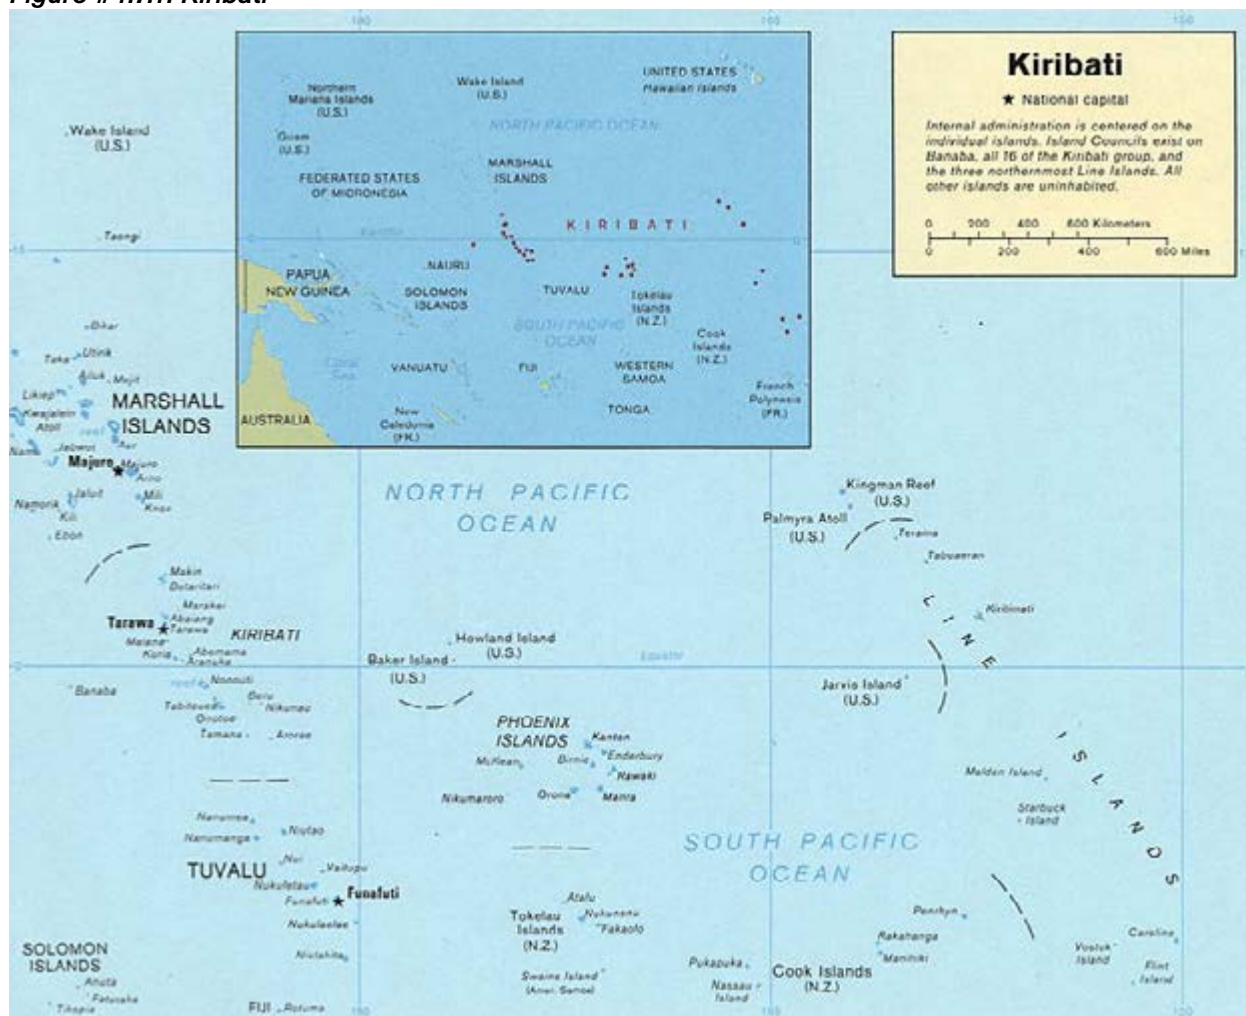 Kiribati
★ National capital
Internal administration is centered on the
individual islands. Island Councils exist on
Banaba, all 16 of the Kiribati group, and
the three northernmost Line Islands. All
other islands are uninhabited.
0 200 400 600 Kilometers
0 200 400 600 Miles
Northern
Mariana Islands
(U.S.)
Wake Island
(U.S.)
UNITED STATES
Hawaiian Islands
NORTH PACIFIC OCEAN
Guam
(U.S.)
FEDERATED STATES
OF MICRONESIA
MARSHALL
ISLANDS
KIRIBATI
Equator
NAURU
PAPUA
NEW GUINEA
SOLOMON
ISLANDS
TUVALU
Tokelau
Islands
(N.Z.)
SOUTH PACIFIC
OCEAN
Cook
Islands
(N.Z.)
Coral
Sea
VANUATU
FIJI
WESTERN
SAMOA
TONGA
French
Polynesia
(FR.)
New
Caledonia
(FR.)
AUSTRALIA
Wake Island
(U.S.)
Taongi
Bikar
Utirik
Taka
Ailuk
Mejit
Likiep
Kwajalein
Atoll
MARSHALL
ISLANDS
Jabwot
Majuro
Majuro
Arno
Jaluit
Mili
Knox
Namorik
Kili
Ebon
NORTH PACIFIC
OCEAN
Kingman Reef
(U.S.)
Palmyra Atoll
(U.S.)
Teraina
Tabuaeran
Kiritimati
LINE
Makin
Butaritari
Marakei
Abaiang
Tarawa
Tarawa
Maiana
KIRIBATI
Kuria
Abemama
Aranuka
Howland Island
(U.S.)
Baker Island
(U.S.)
Equator
Banaba
reef
Nonouti
Beru
Tabiteuea
Nikunau
Onotoa
Tamana
Arorae
Jarvis Island
(U.S.)
PHOENIX
ISLANDS
Kanton
McKean
Birnie
Enderbury
Rawaki
Nikumaroro
Orona
Manra
ISLANDS
Malden Island
Starbuck
Island
Nanumea
Nanumanga
Niutao
TUVALU
Nui
Vaitupu
Nukufetau
Funafuti
Funafuti
Nukulaelae
Niulakita
SOUTH PACIFIC
OCEAN
Atafu
Tokelau
Islands
(N.Z.)
Nukunonu
Fakaofo
Swains Island
(Amer. Samoa)
Penrhyn
Rakahanga
Manihiki
Pukapuka
Cook Islands
(N.Z.)
Nassau
Island
Vostok
Island
Caroline
Flint
Island
SOLOMON
ISLANDS
Anuta
Fatutaka
Tikopia
FIJI
Rotuma